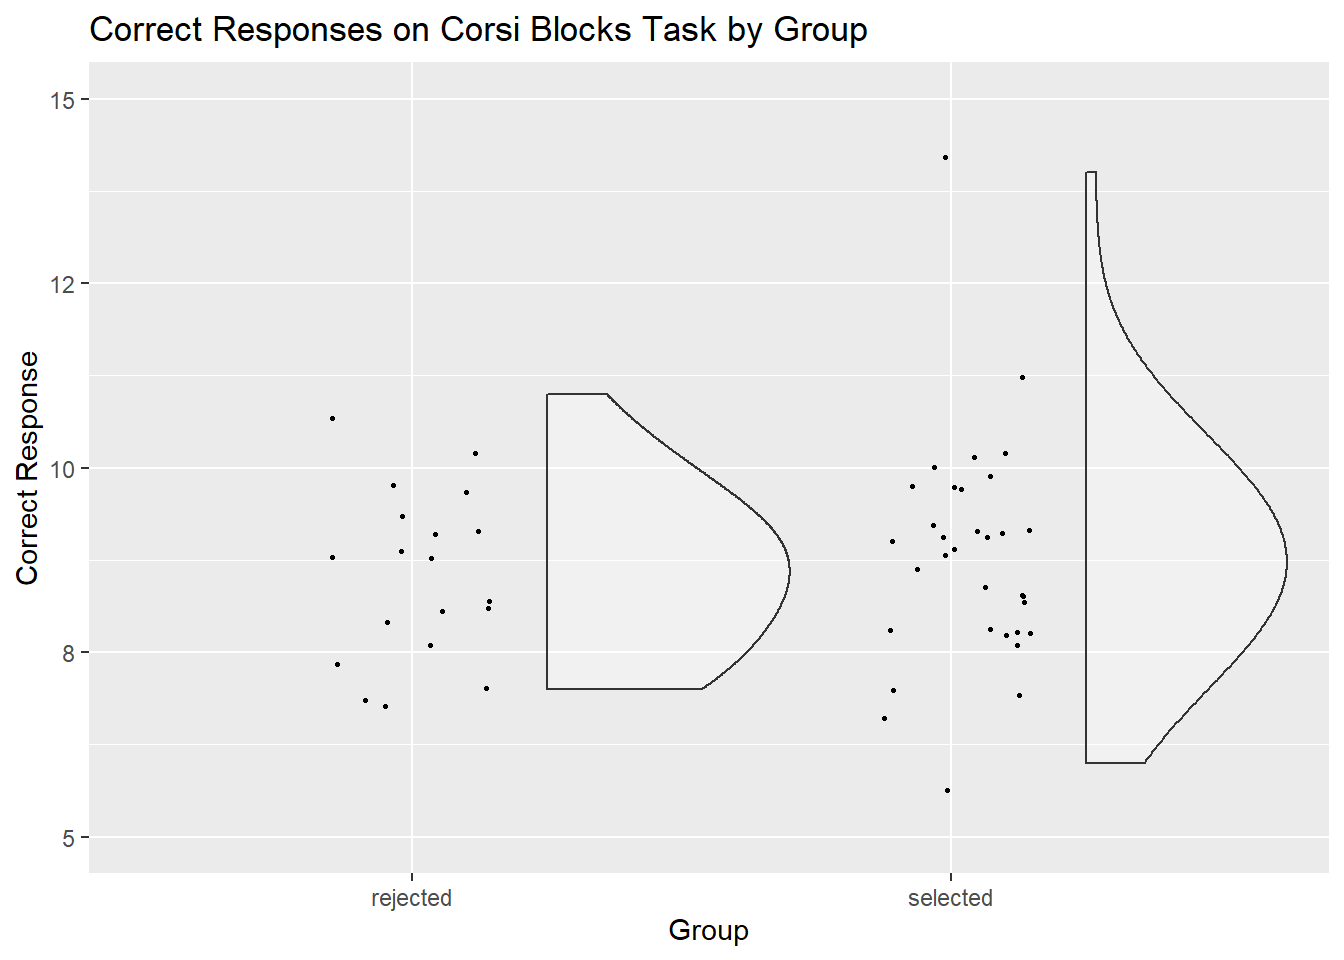 Correct Responses on Corsi Blocks Task by Group
15
12
10
8
5
Correct Response
rejected
selected
Group